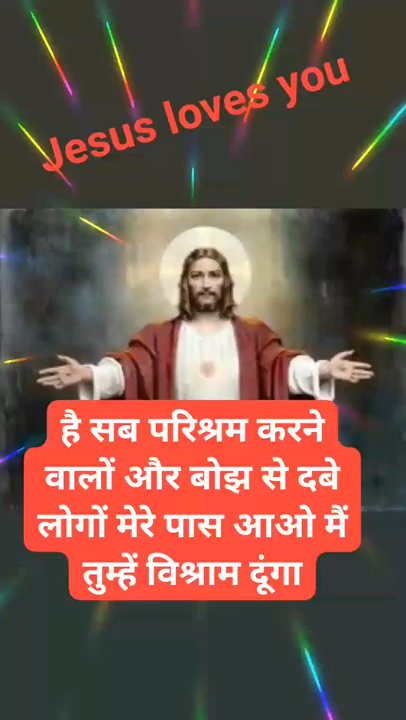 Jesus loves you
है सब परिश्रम करने
वालों और बोझ से दबे
लोगों मेरे पास आओ मैं
तुम्हें विश्राम दूंगा